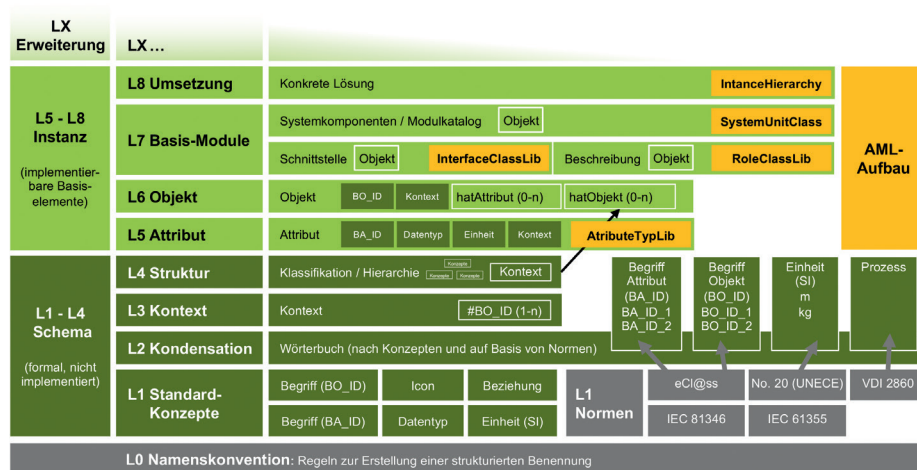 LX
Erweiterung
LX ...
L5 - L8
Instanz
(implementier-
bare Basis-
elemente)
L8 Umsetzung
Konkrete Lösung
IntanceHierarchy
L7 Basis-Module
Systemkomponenten / Modulkatalog
Objekt
SystemUnitClass
Schnittstelle
Objekt
InterfaceClassLib
Beschreibung
Objekt
RoleClassLib
AML-
Aufbau
L6 Objekt
Objekt
BO_ID
Kontext
hatAttribut (0-n)
hatObjekt (0-n)
L5 Attribut
Attribut
BA_ID
Datentyp
Einheit
Kontext
AtributeTypLib
L1 - L4
Schema
(formal, nicht
implementiert)
L4 Struktur
Klassifikation / Hierarchie
Konzepte
Konzepte
Konzepte
Kontext
L3 Kontext
Kontext
#BO_ID (1-n)
L2 Kondensation
Wörterbuch (nach Konzepten und auf Basis von Normen)
Begriff
Attribut
(BA_ID)
BA_ID_1
BA_ID_2
Begriff
Objekt
(BO_ID)
BO_ID_1
BO_ID_2
Einheit
(SI)
m
kg
Prozess
L1 Standard-
Konzepte
Begriff (BO_ID)
Icon
Beziehung
Begriff (BA_ID)
Datentyp
Einheit (SI)
L1
Normen
eCl@ss
No. 20 (UNECE)
VDI 2860
IEC 81346
IEC 61355
L0 Namenskonvention: Regeln zur Erstellung einer strukturierten Benennung